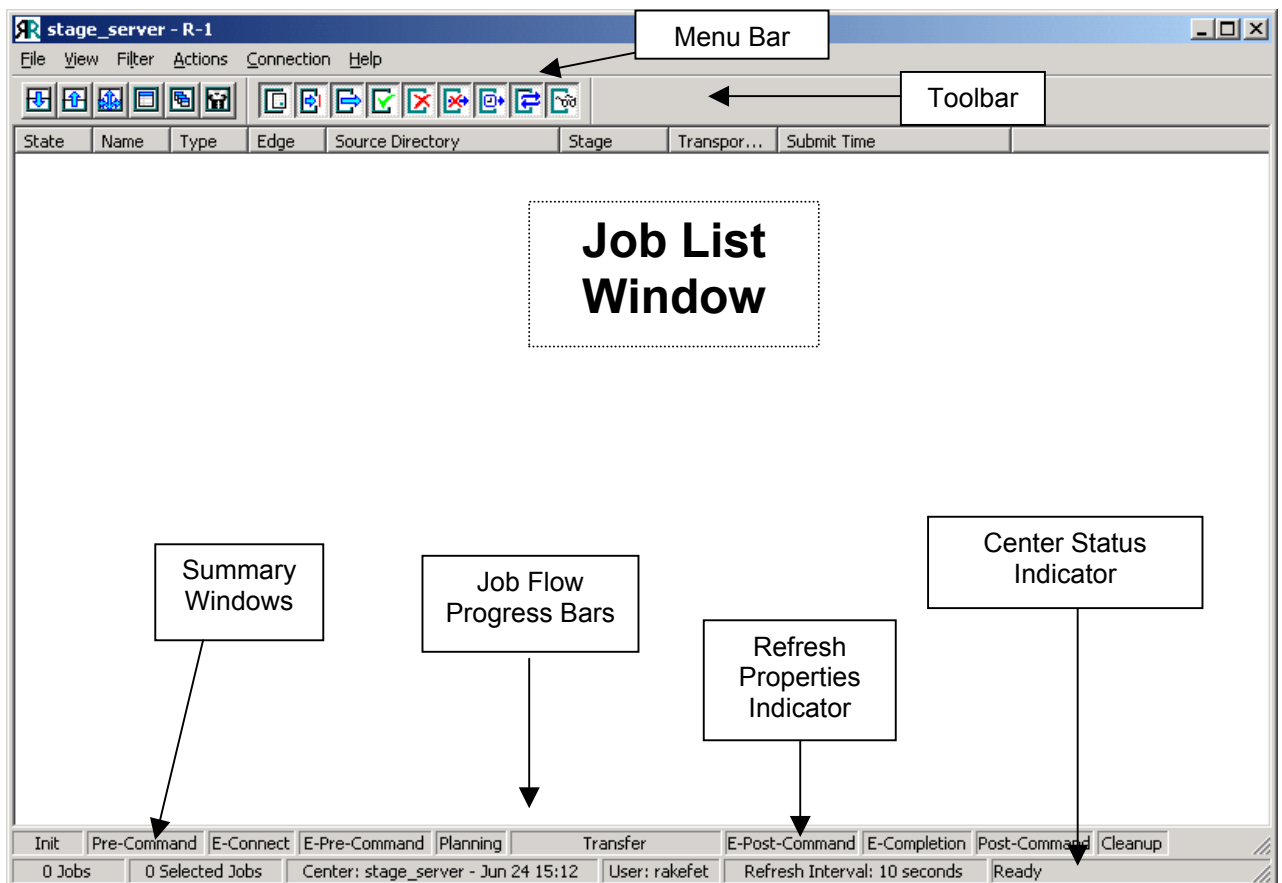 stage_server - R-1
Menu Bar
File View Filter Actions Connection Help
Toolbar
State Name Type Edge Source Directory Stage Transpor... Submit Time
Job List
Window
Center Status
Indicator
Summary
Windows
Job Flow
Progress Bars
Refresh
Properties
Indicator
Init Pre-Command E-Connect E-Pre-Command Planning Transfer E-Post-Command E-Completion Post-Command Cleanup
0 Jobs 0 Selected Jobs Center: stage_server - Jun 24 15:12 User: rakefet Refresh Interval: 10 seconds Ready